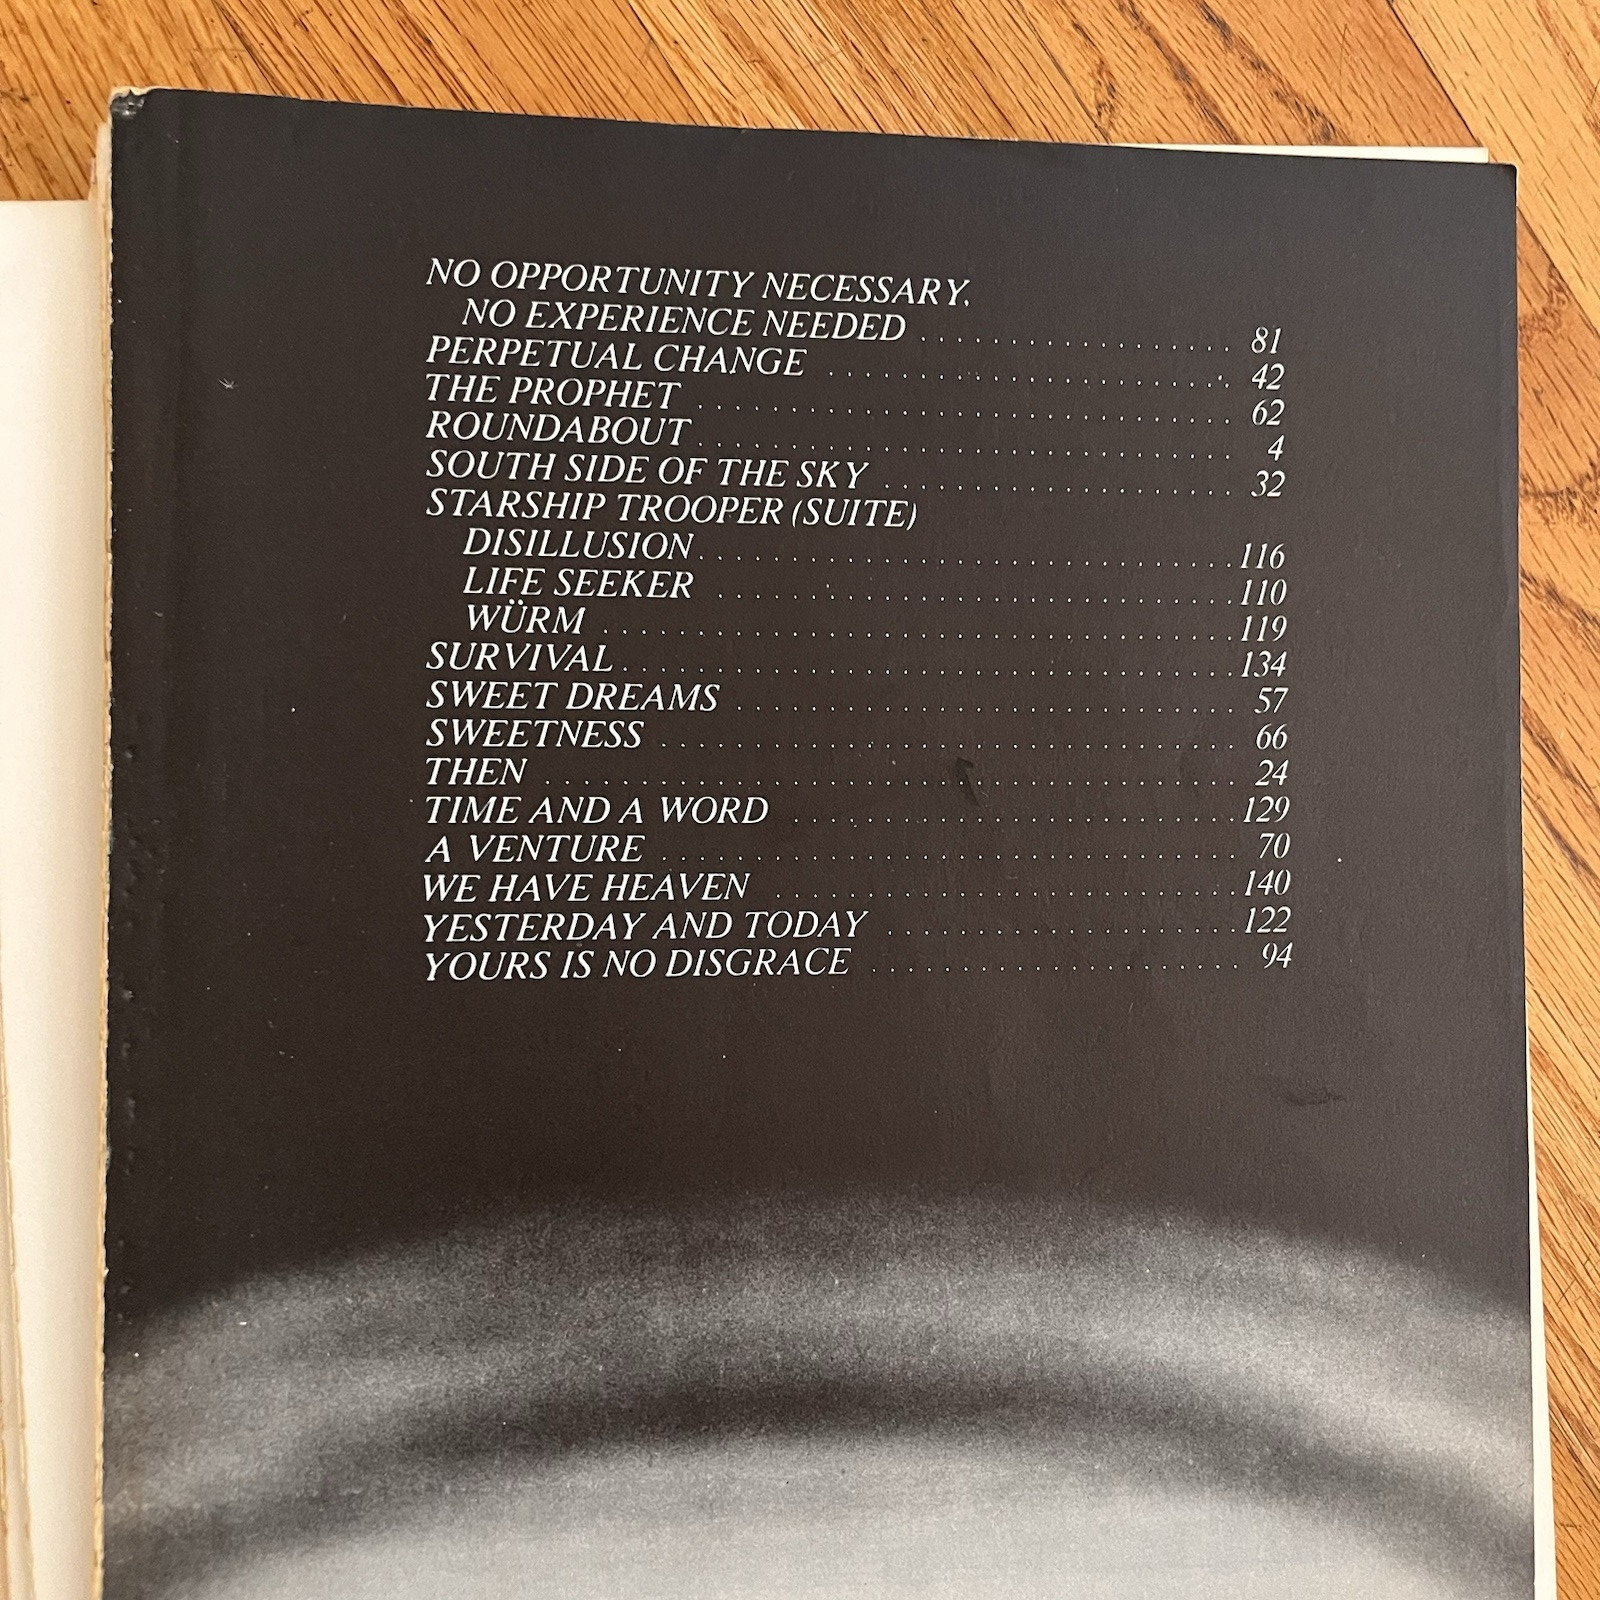 NO OPPORTUNITY NECESSARY,
NO EXPERIENCE NEEDED . . . . . . . . . . . . . . . . . 81
PERPETUAL CHANGE . . . . . . . . . . . . . . . . . . . . . . 42
THE PROPHET . . . . . . . . . . . . . . . . . . . . . . . . . . . . . 62
ROUNDABOUT . . . . . . . . . . . . . . . . . . . . . . . . . . . . . 4
SOUTH SIDE OF THE SKY . . . . . . . . . . . . . . . . . . . 32
STARSHIP TROOPER (SUITE)
DISILLUSION . . . . . . . . . . . . . . . . . . . . . . . . . . . . . 116
LIFE SEEKER . . . . . . . . . . . . . . . . . . . . . . . . . . . . 110
WÜRM . . . . . . . . . . . . . . . . . . . . . . . . . . . . . . . . . . 119
SURVIVAL . . . . . . . . . . . . . . . . . . . . . . . . . . . . . . . . . 134
SWEET DREAMS . . . . . . . . . . . . . . . . . . . . . . . . . . . 57
SWEETNESS . . . . . . . . . . . . . . . . . . . . . . . . . . . . . . . 66
THEN . . . . . . . . . . . . . . . . . . . . . . . . . . . . . . . . . . . . . 24
TIME AND A WORD . . . . . . . . . . . . . . . . . . . . . . . . 129
A VENTURE . . . . . . . . . . . . . . . . . . . . . . . . . . . . . . . 70
WE HAVE HEAVEN . . . . . . . . . . . . . . . . . . . . . . . . . 140
YESTERDAY AND TODAY . . . . . . . . . . . . . . . . . . . 122
YOURS IS NO DISGRACE . . . . . . . . . . . . . . . . . . . . 94